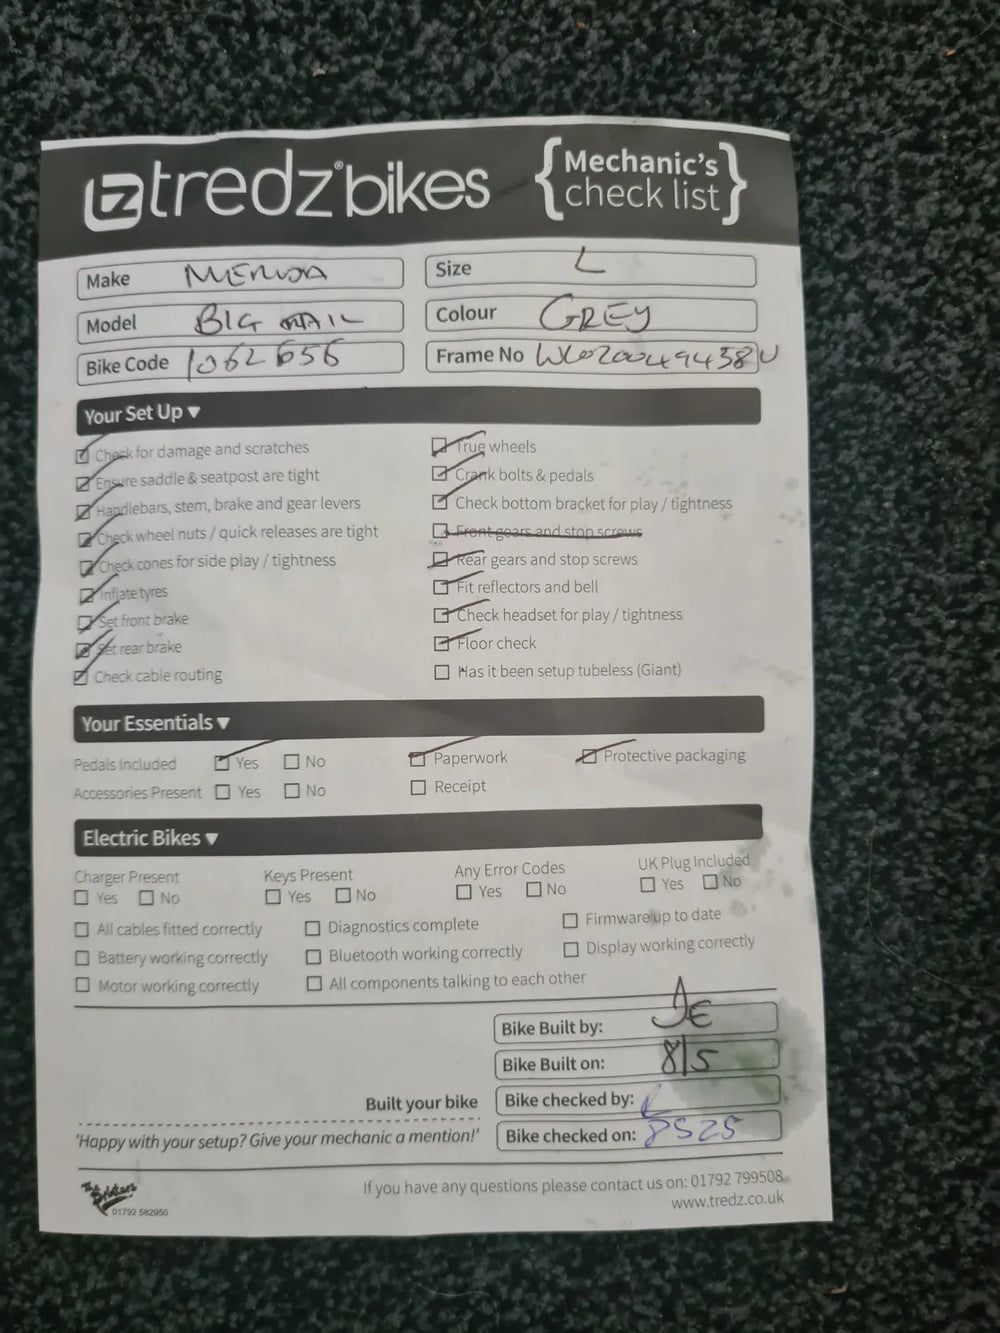 tredz® bikes
{Mechanic's check list}
Make MERIDA
Size L
Model BIG TRAIL
Colour GREY
Bike Code 1062656
Frame No WL020049438U
Your Set Up ▼
Check for damage and scratches
Ensure saddle & seatpost are tight
Handlebars, stem, brake and gear levers
Check wheel nuts / quick releases are tight
Check cones for side play / tightness
Inflate tyres
Set front brake
Set rear brake
Check cable routing
True wheels
Crank bolts & pedals
Check bottom bracket for play / tightness
Front gears and stop screws
Rear gears and stop screws
Fit reflectors and bell
Check headset for play / tightness
Floor check
Has it been setup tubeless (Giant)
Your Essentials ▼
Pedals Included Yes No Paperwork Protective packaging
Accessories Present Yes No Receipt
Electric Bikes ▼
Charger Present Keys Present Any Error Codes UK Plug Included
Yes No Yes No Yes No Yes No
All cables fitted correctly Diagnostics complete Firmware up to date
Battery working correctly Bluetooth working correctly Display working correctly
Motor working correctly All components talking to each other
Bike Built by: JE
Bike Built on: 8/5
Built your bike
Bike checked by:
'Happy with your setup? Give your mechanic a mention!'
Bike checked on: 8525
If you have any questions please contact us on: 01792 799508
www.tredz.co.uk
The Printers
01792 582950